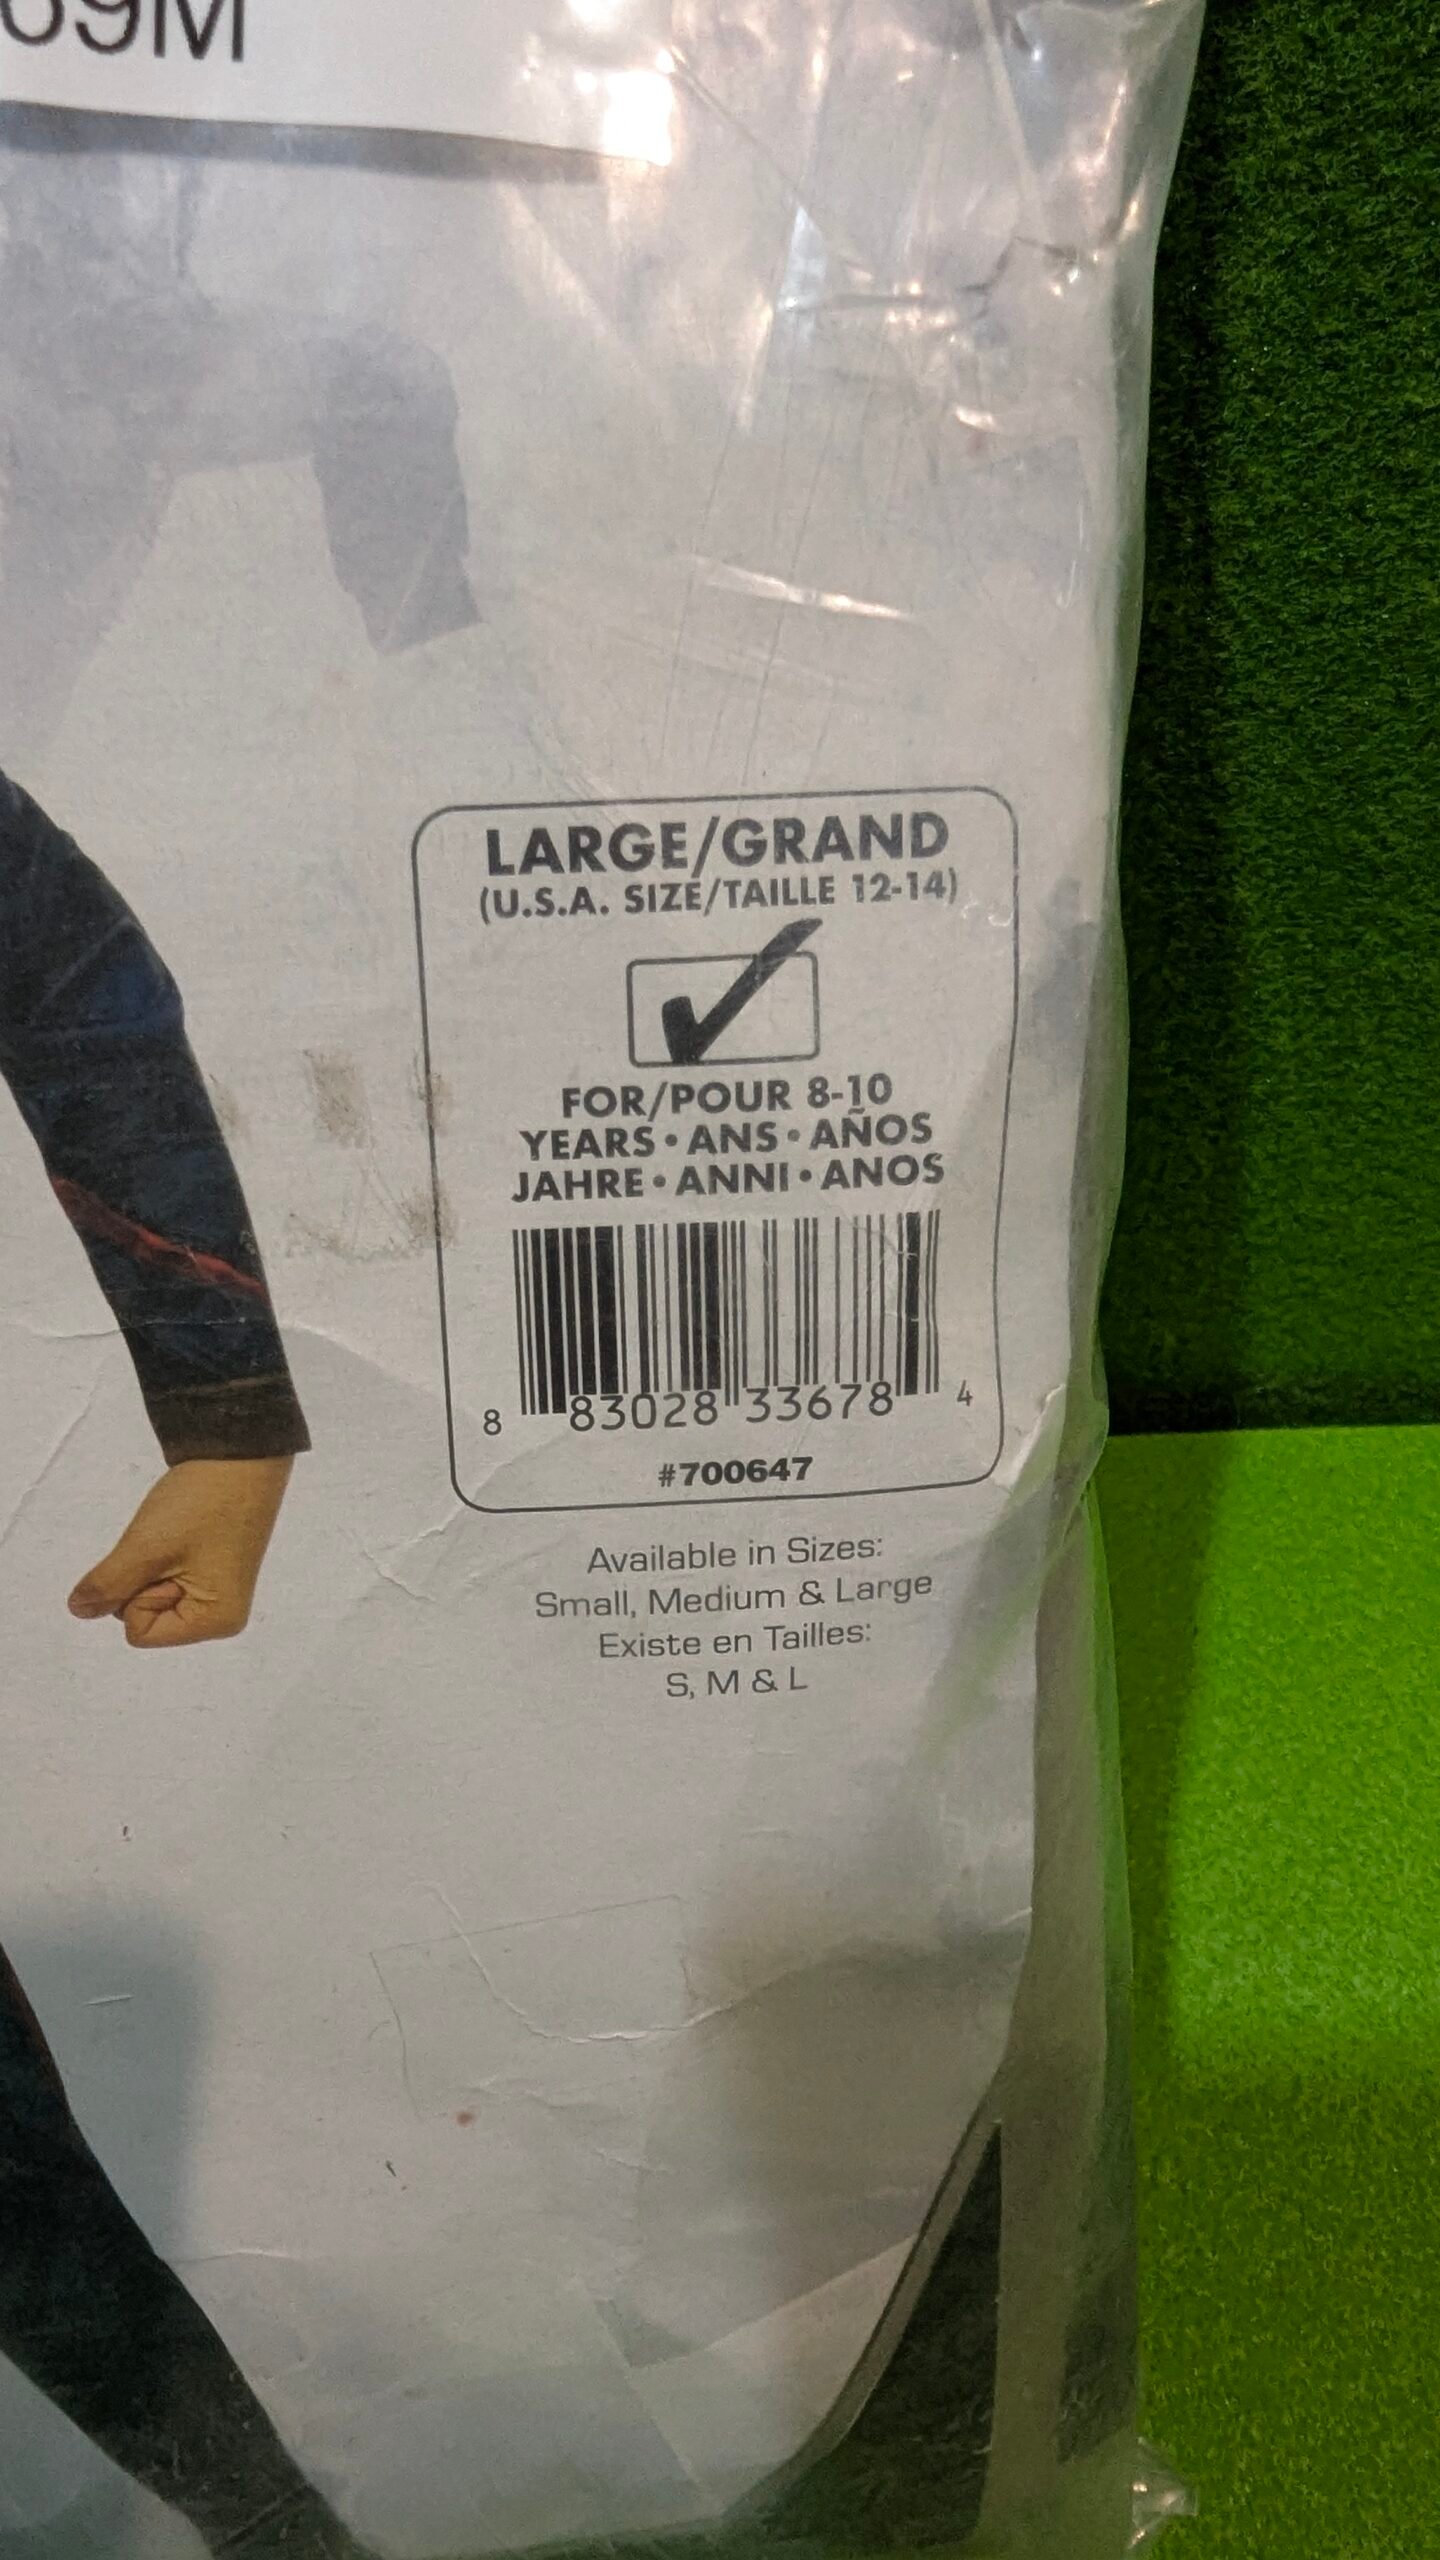 69M
LARGE/GRAND
(U.S.A. SIZE/TAILLE 12-14)
FOR/POUR 8-10
YEARS • ANS • AÑOS
JAHRE • ANNI • ANOS
8 83028 33678 4
#700647
Available in Sizes:
Small, Medium & Large
Existe en Tailles:
S, M & L